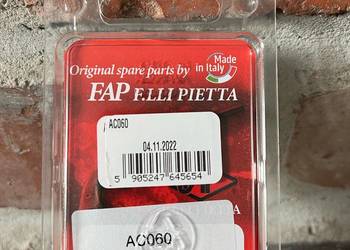 Made
in Italy
Original spare parts by
FAP F.LLI PIETTA
AC060
04.11.2022
5 905247 645654
AC060